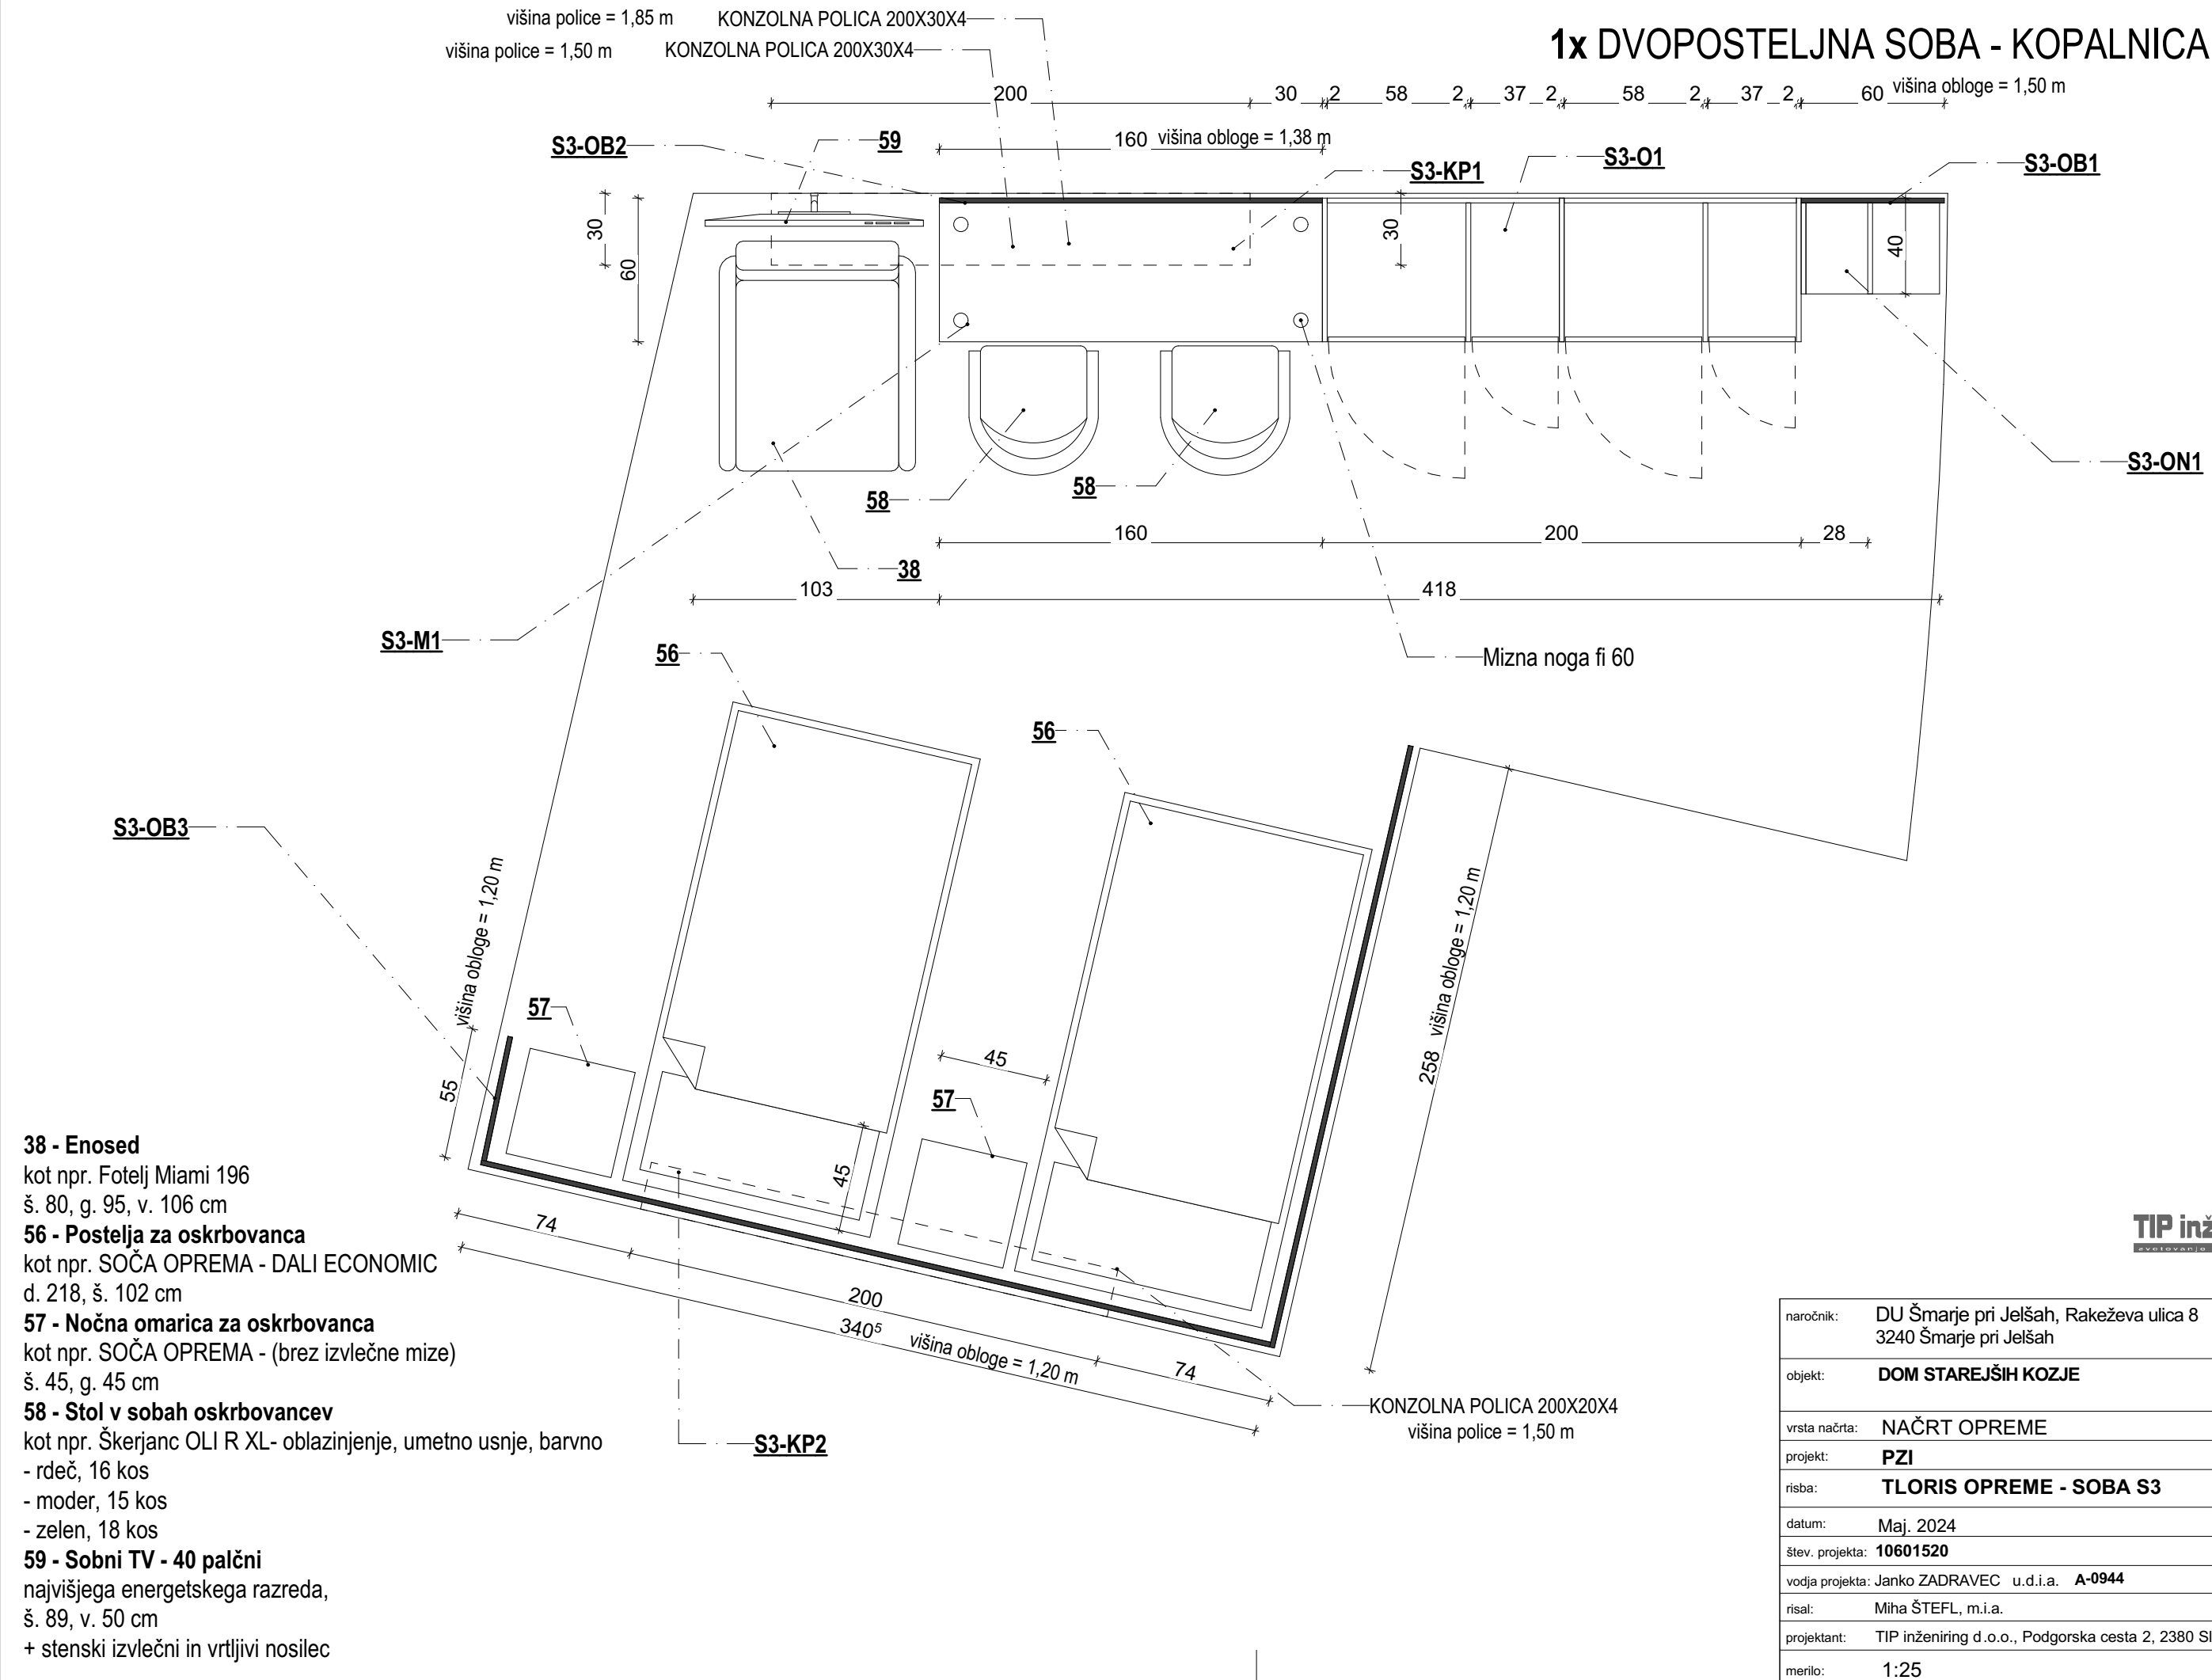 višina police = 1,85 m KONZOLNA POLICA 200X30X4
višina police = 1,50 m KONZOLNA POLICA 200X30X4
1x DVOPOSTELJNA SOBA - KOPALNICA
višina obloge = 1,50 m
200 30 2 58 2 37 2 58 2 37 2 60
160 višina obloge = 1,38 m
S3-OB2
59
S3-KP1
S3-O1
S3-OB1
30
60
30
40
58
58
S3-ON1
160 200 28
38
103 418
S3-M1
56
Mizna noga fi 60
56
S3-OB3
višina obloge = 1,20 m
55
57
45
57
45
258 višina obloge = 1,20 m
74
200
74
340⁵ višina obloge = 1,20 m
KONZOLNA POLICA 200X20X4
višina police = 1,50 m
S3-KP2
38 - Enosed
kot npr. Fotelj Miami 196
š. 80, g. 95, v. 106 cm
56 - Postelja za oskrbovanca
kot npr. SOČA OPREMA - DALI ECONOMIC
d. 218, š. 102 cm
57 - Nočna omarica za oskrbovanca
kot npr. SOČA OPREMA - (brez izvlečne mize)
š. 45, g. 45 cm
58 - Stol v sobah oskrbovancev
kot npr. Škerjanc OLI R XL- oblazinjenje, umetno usnje, barvno
- rdeč, 16 kos
- moder, 15 kos
- zelen, 18 kos
59 - Sobni TV - 40 palčni
najvišjega energetskega razreda,
š. 89, v. 50 cm
+ stenski izvlečni in vrtljivi nosilec
TIP inž
svetovanje
naročnik: DU Šmarje pri Jelšah, Rakeževa ulica 8
3240 Šmarje pri Jelšah
objekt: DOM STAREJŠIH KOZJE
vrsta načrta: NAČRT OPREME
projekt: PZI
risba: TLORIS OPREME - SOBA S3
datum: Maj. 2024
štev. projekta: 10601520
vodja projekta: Janko ZADRAVEC u.d.i.a. A-0944
risal: Miha ŠTEFL, m.i.a.
projektant: TIP inženiring d.o.o., Podgorska cesta 2, 2380 Sl
merilo: 1:25